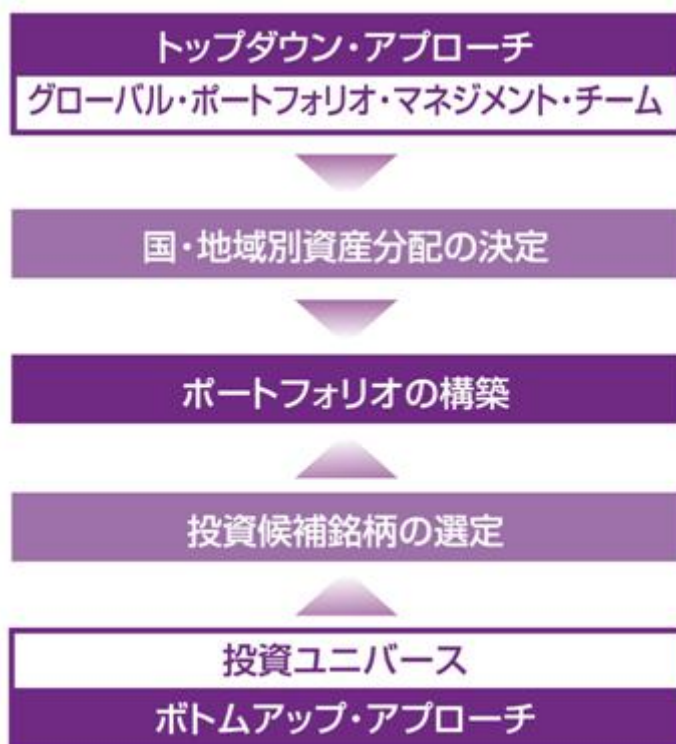 トップダウン・アプローチ
グローバル・ポートフォリオ・マネジメント・チーム
国・地域別資産分配の決定
ポートフォリオの構築
投資候補銘柄の選定
投資ユニバース
ボトムアップ・アプローチ